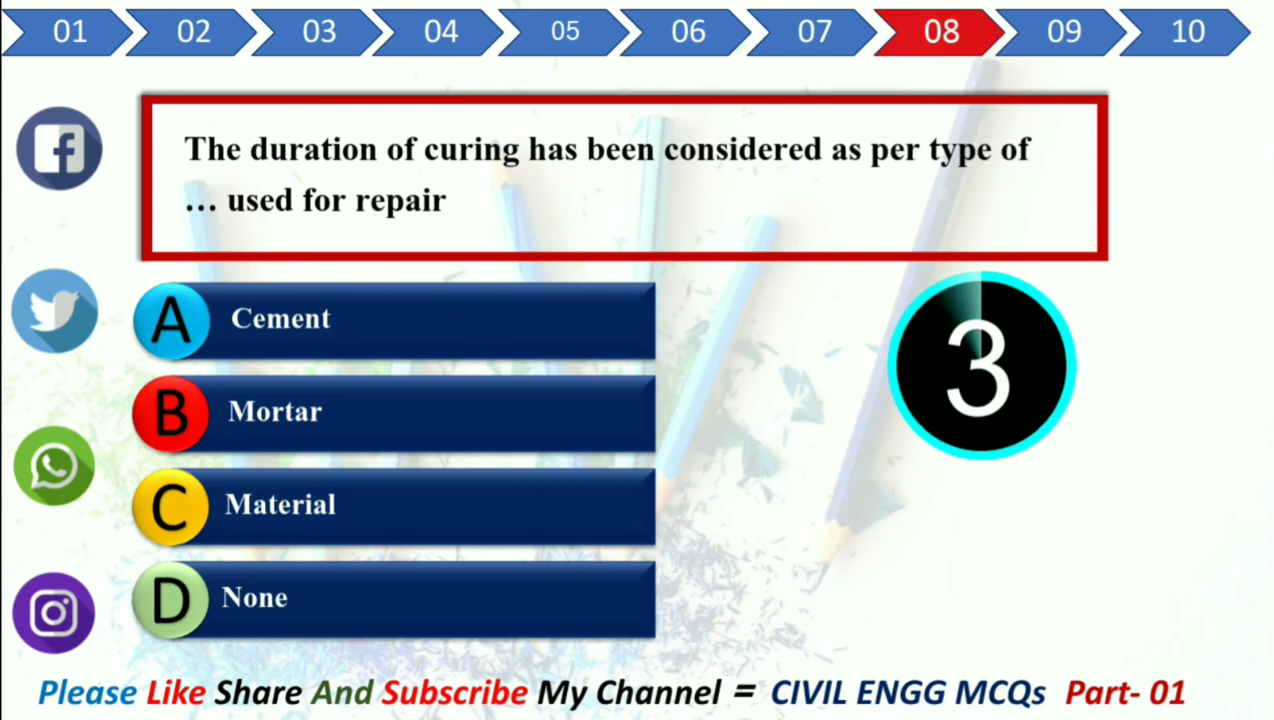 01 02 03 04 05 06 07 08 09 10
The duration of curing has been considered as per type of
... used for repair
A Cement
3
B Mortar
C Material
D None
Please Like Share And Subscribe My Channel = CIVIL ENGG MCQs Part- 01